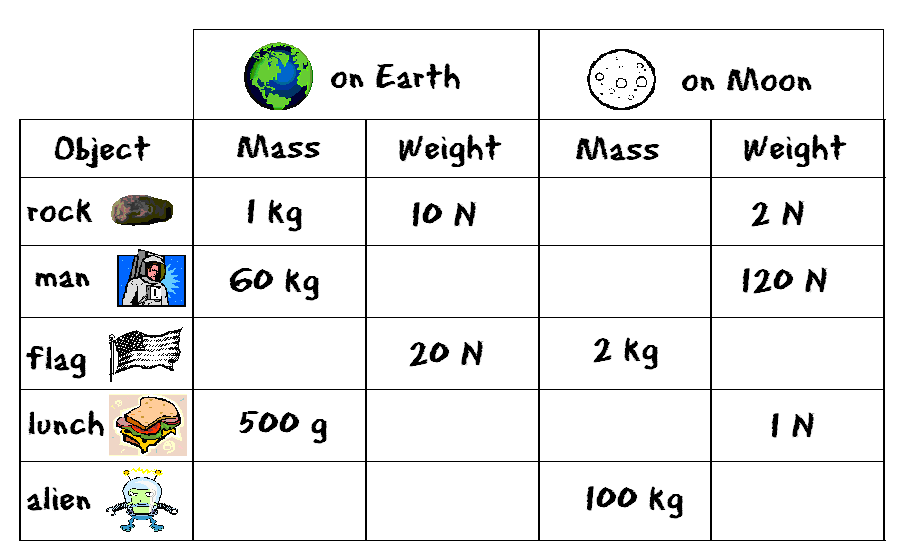 on Earth on Moon
Object Mass Weight Mass Weight
rock 1 kg 10 N 2 N
man 60 kg 120 N
flag 20 N 2 kg
lunch 500 g 1 N
alien 100 kg